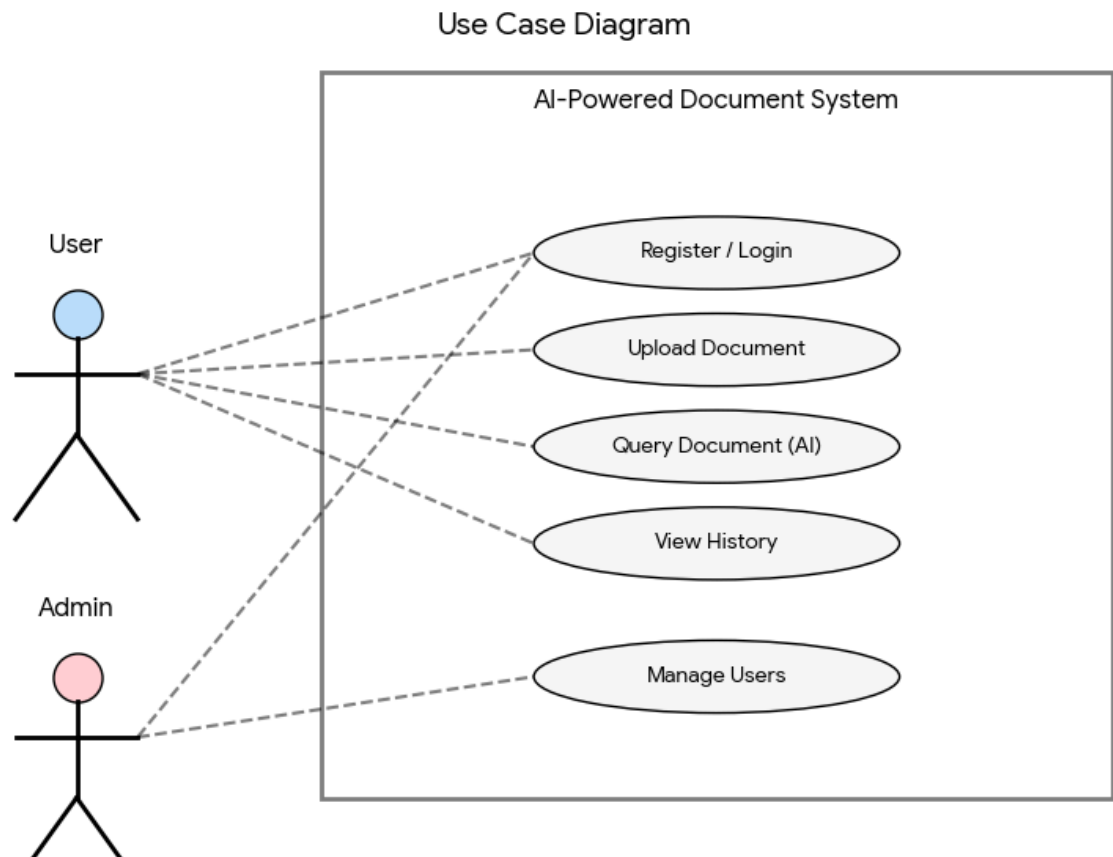 Use Case Diagram
AI-Powered Document System
User
Register / Login
Upload Document
Query Document (AI)
View History
Admin
Manage Users